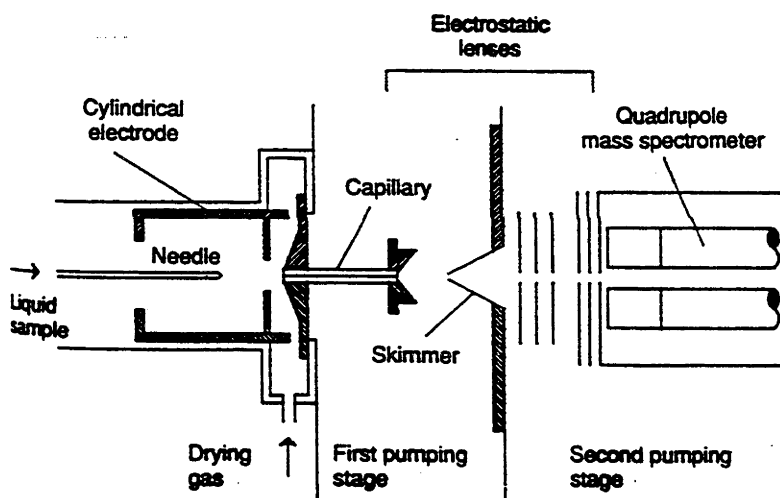 Electrostatic
lenses
Cylindrical
electrode
Quadrupole
mass spectrometer
Capillary
Needle
Liquid
sample
Skimmer
Drying
gas
First pumping
stage
Second pumping
stage